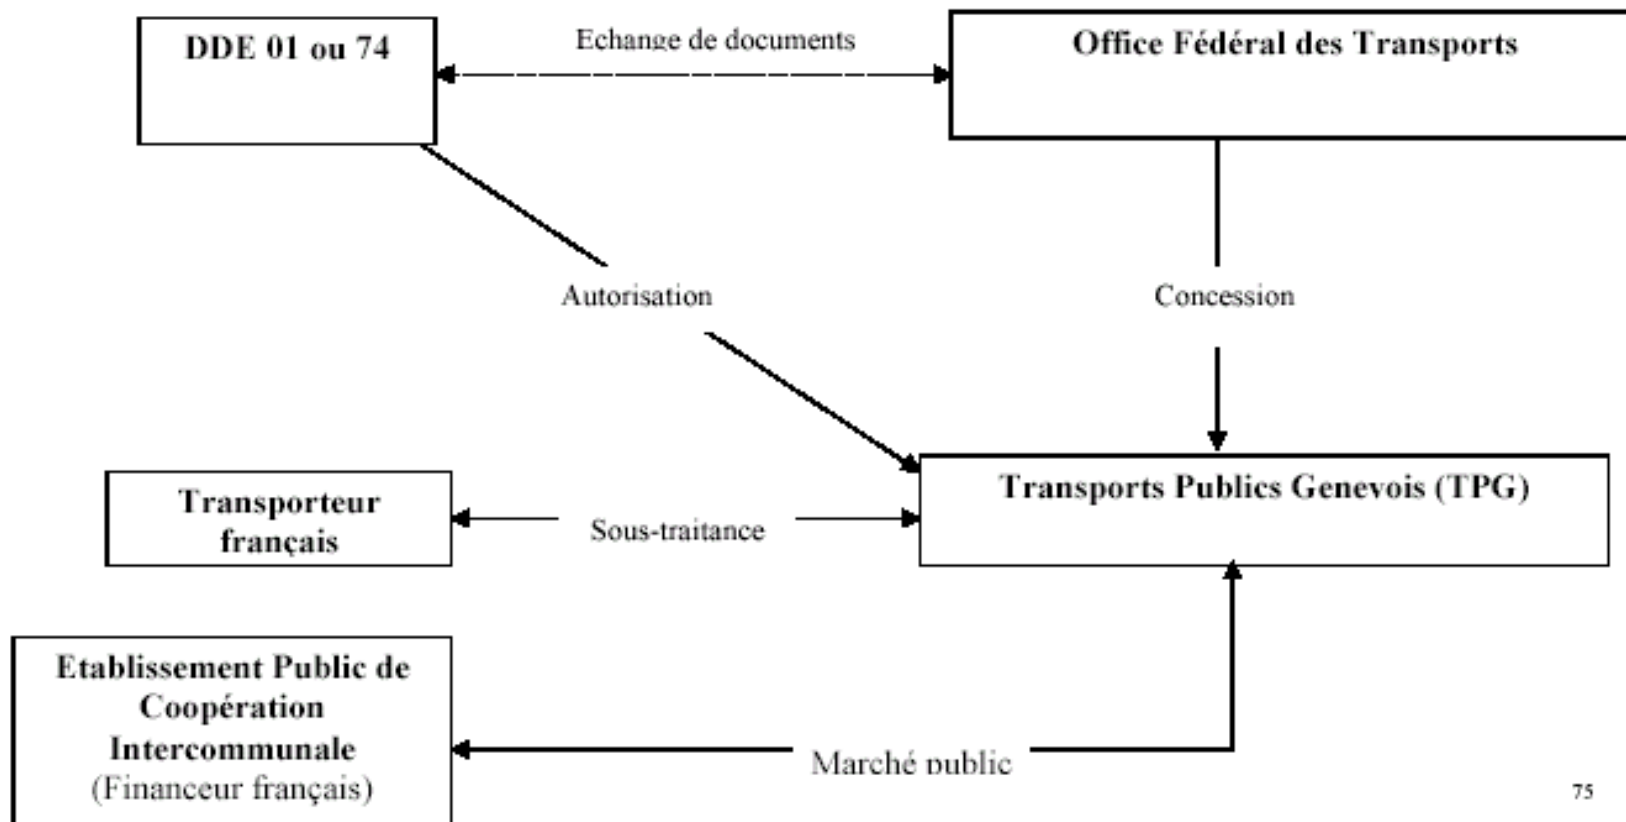 DDE 01 ou 74
Echange de documents
Office Fédéral des Transports
Autorisation
Concession
Transporteur
français
Sous-traitance
Transports Publics Genevois (TPG)
Etablissement Public de
Coopération
Intercommunale
(Financeur français)
Marché public
75